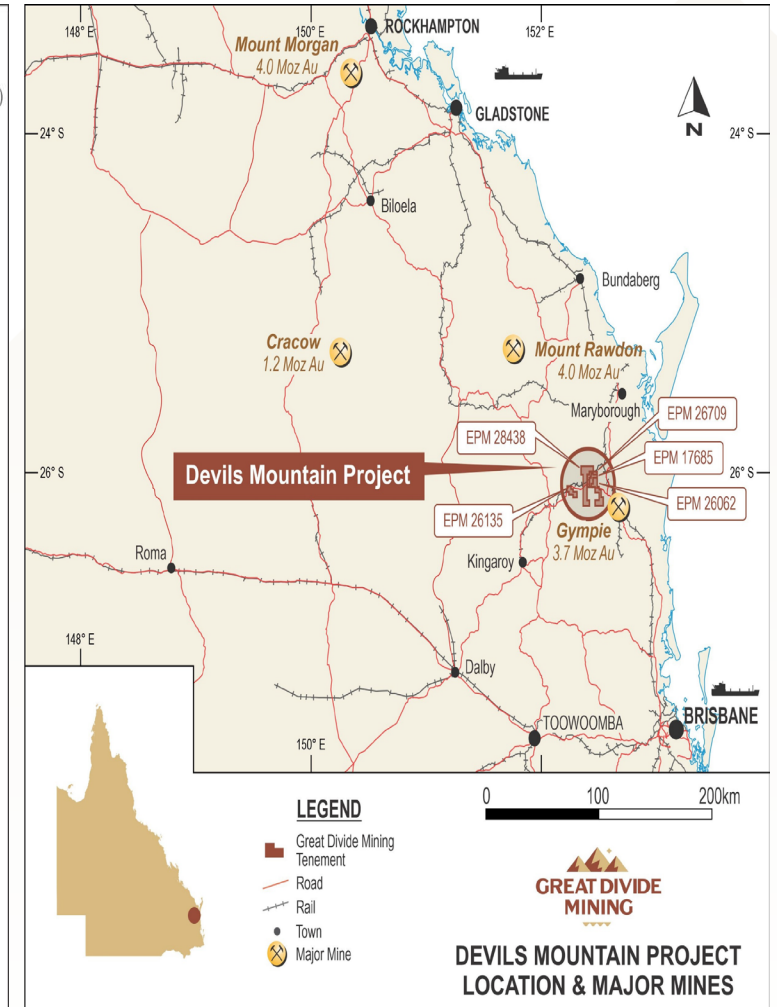 148° E
150° E
152° E
ROCKHAMPTON
Mount Morgan
4.0 Moz Au
GLADSTONE
N
24° S
24° S
Biloela
Bundaberg
Cracow
1.2 Moz Au
Mount Rawdon
4.0 Moz Au
Maryborough
EPM 26709
EPM 28438
EPM 17685
26° S
Devils Mountain Project
26° S
EPM 26062
EPM 26135
Gympie
3.7 Moz Au
Roma
Kingaroy
148° E
Dalby
BRISBANE
TOOWOOMBA
150° E
LEGEND
Great Divide Mining
Tenement
Road
Rail
Town
Major Mine
0 100 200km
GREAT DIVIDE
MINING
DEVILS MOUNTAIN PROJECT
LOCATION & MAJOR MINES